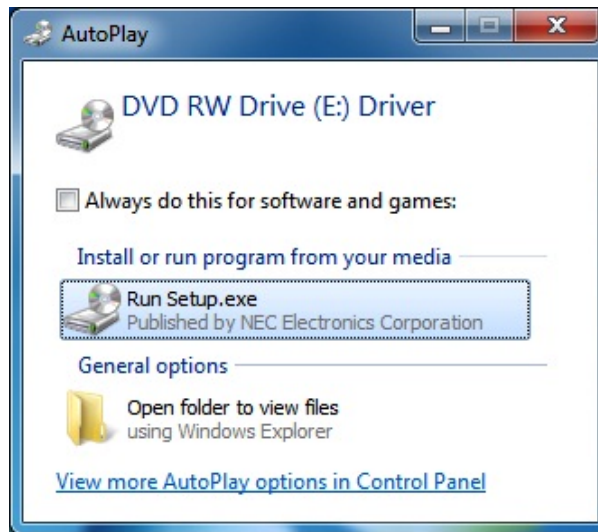 AutoPlay
DVD RW Drive (E:) Driver
Always do this for software and games:
Install or run program from your media
Run Setup.exe
Published by NEC Electronics Corporation
General options
Open folder to view files
using Windows Explorer
View more AutoPlay options in Control Panel